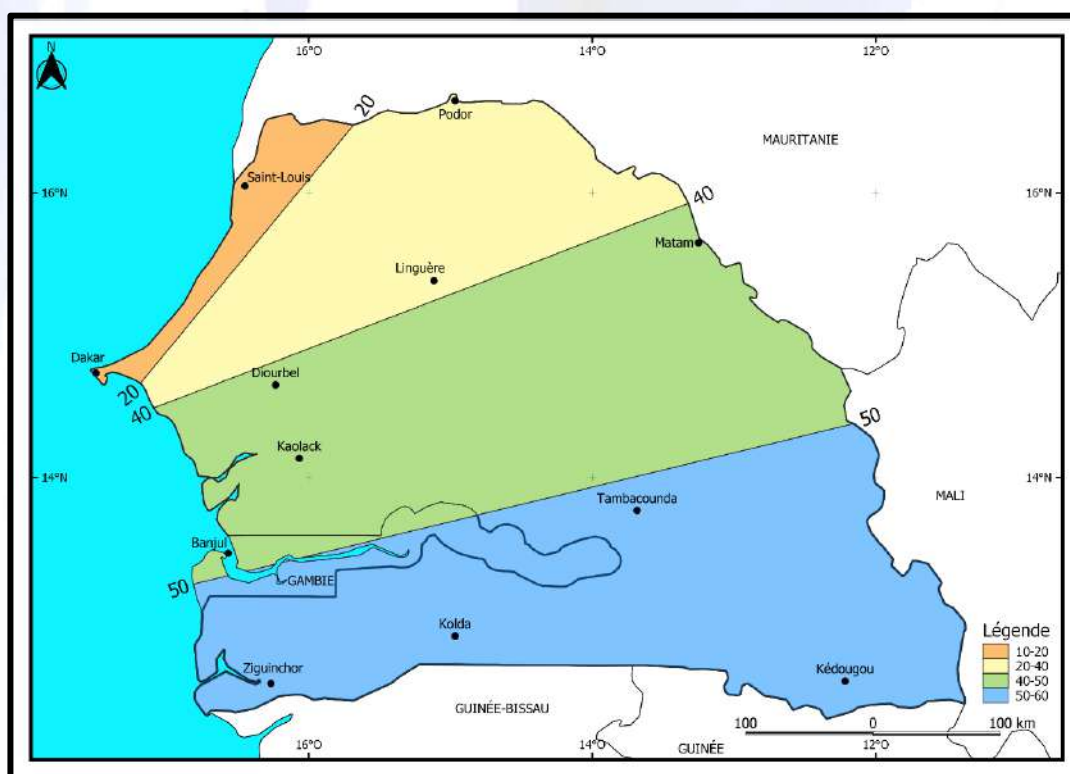 N
16°O
14°O
12°O
20
Podor
MAURITANIE
Saint-Louis
16°N
16°N
40
Matam
Linguère
Dakar
Diourbel
20
40
50
Kaolack
14°N
14°N
Tambacounda
MALI
Banjul
GAMBIE
50
Kolda
Légende
10-20
20-40
40-50
50-60
Ziguinchor
Kédougou
GUINÉE-BISSAU
100 0 100 km
GUINÉE
16°O
14°O
12°O